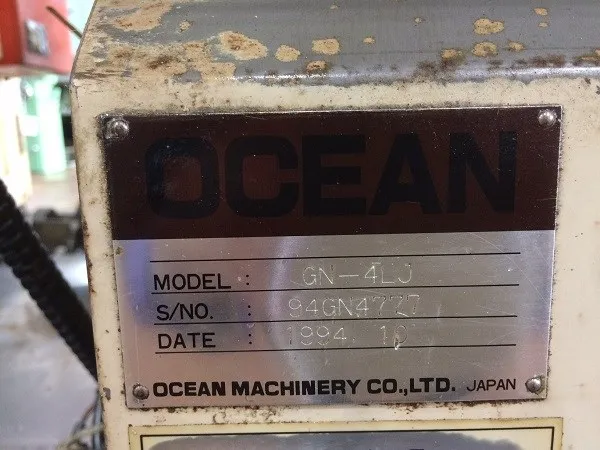 OCEAN
MODEL : GN-4LJ
S/NO. : 94GN4777
DATE : 1994. 10
OCEAN MACHINERY CO.,LTD. JAPAN